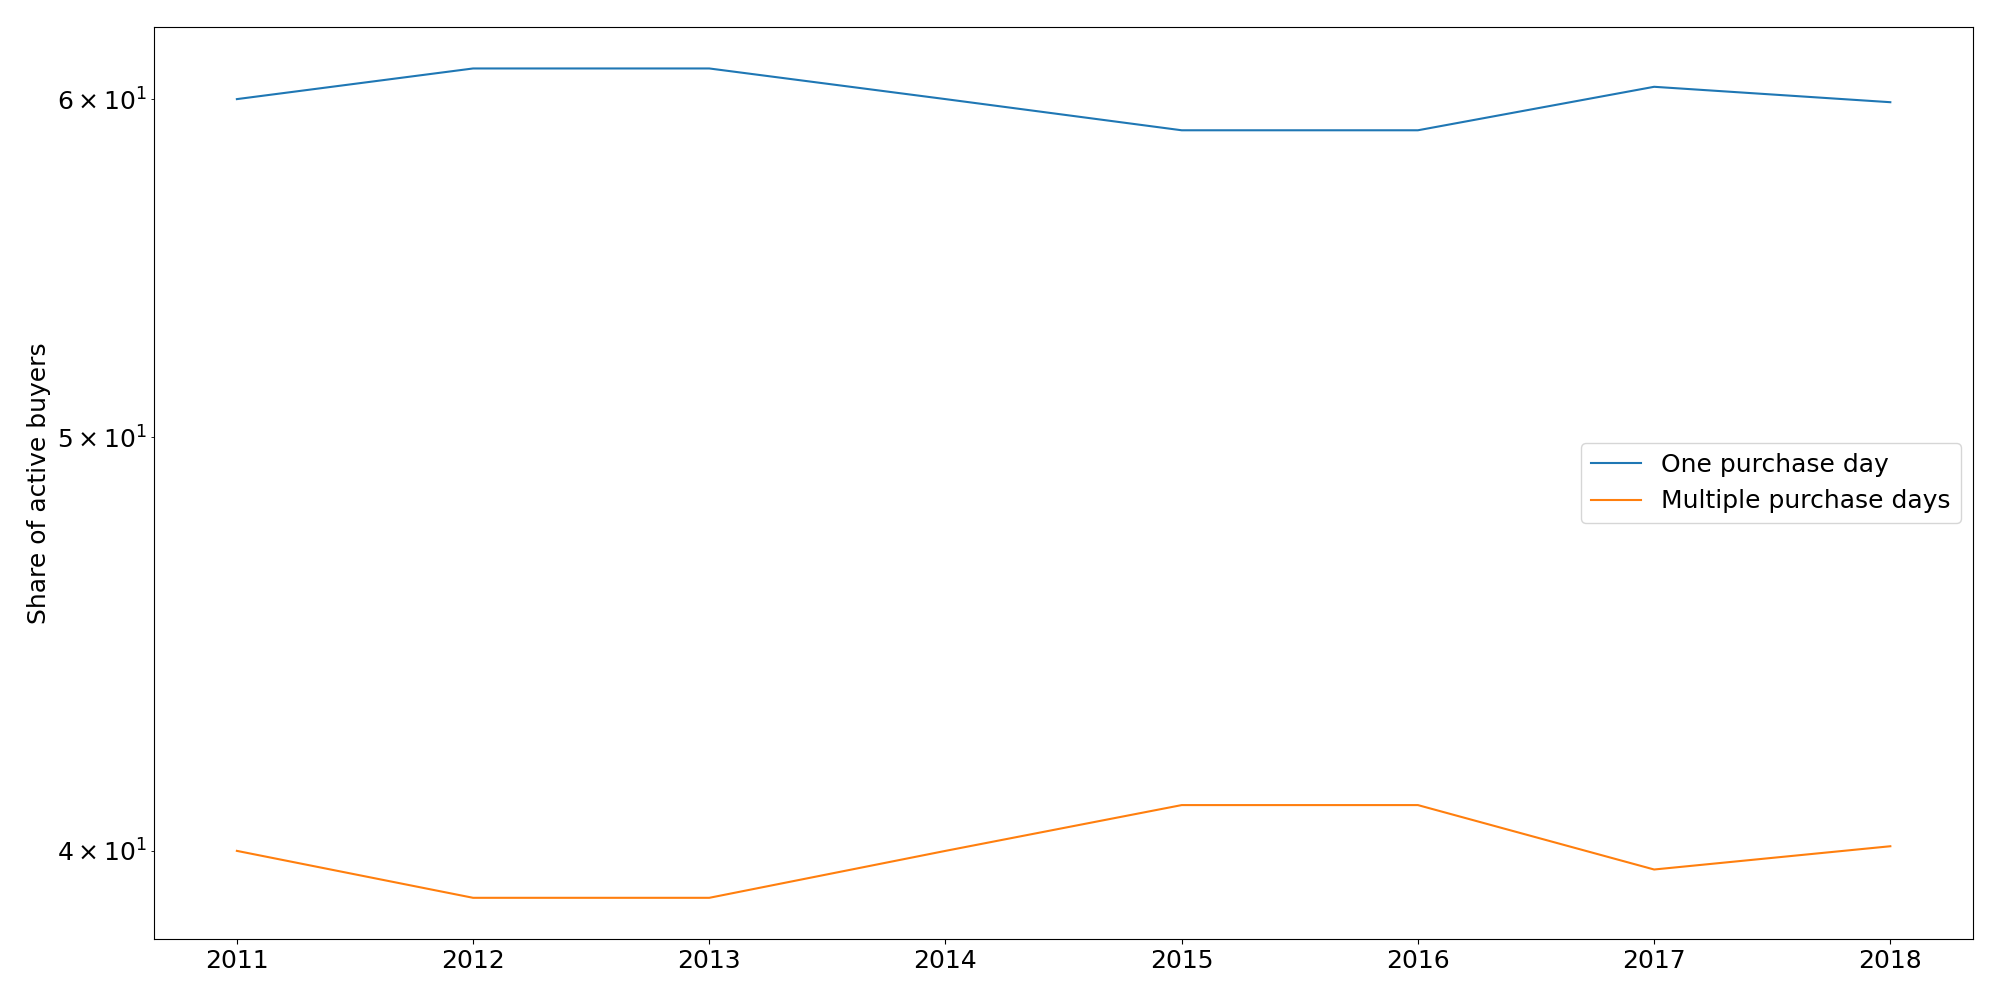 Share of active buyers
6 × 10¹
5 × 10¹
4 × 10¹
One purchase day
Multiple purchase days
2011 2012 2013 2014 2015 2016 2017 2018